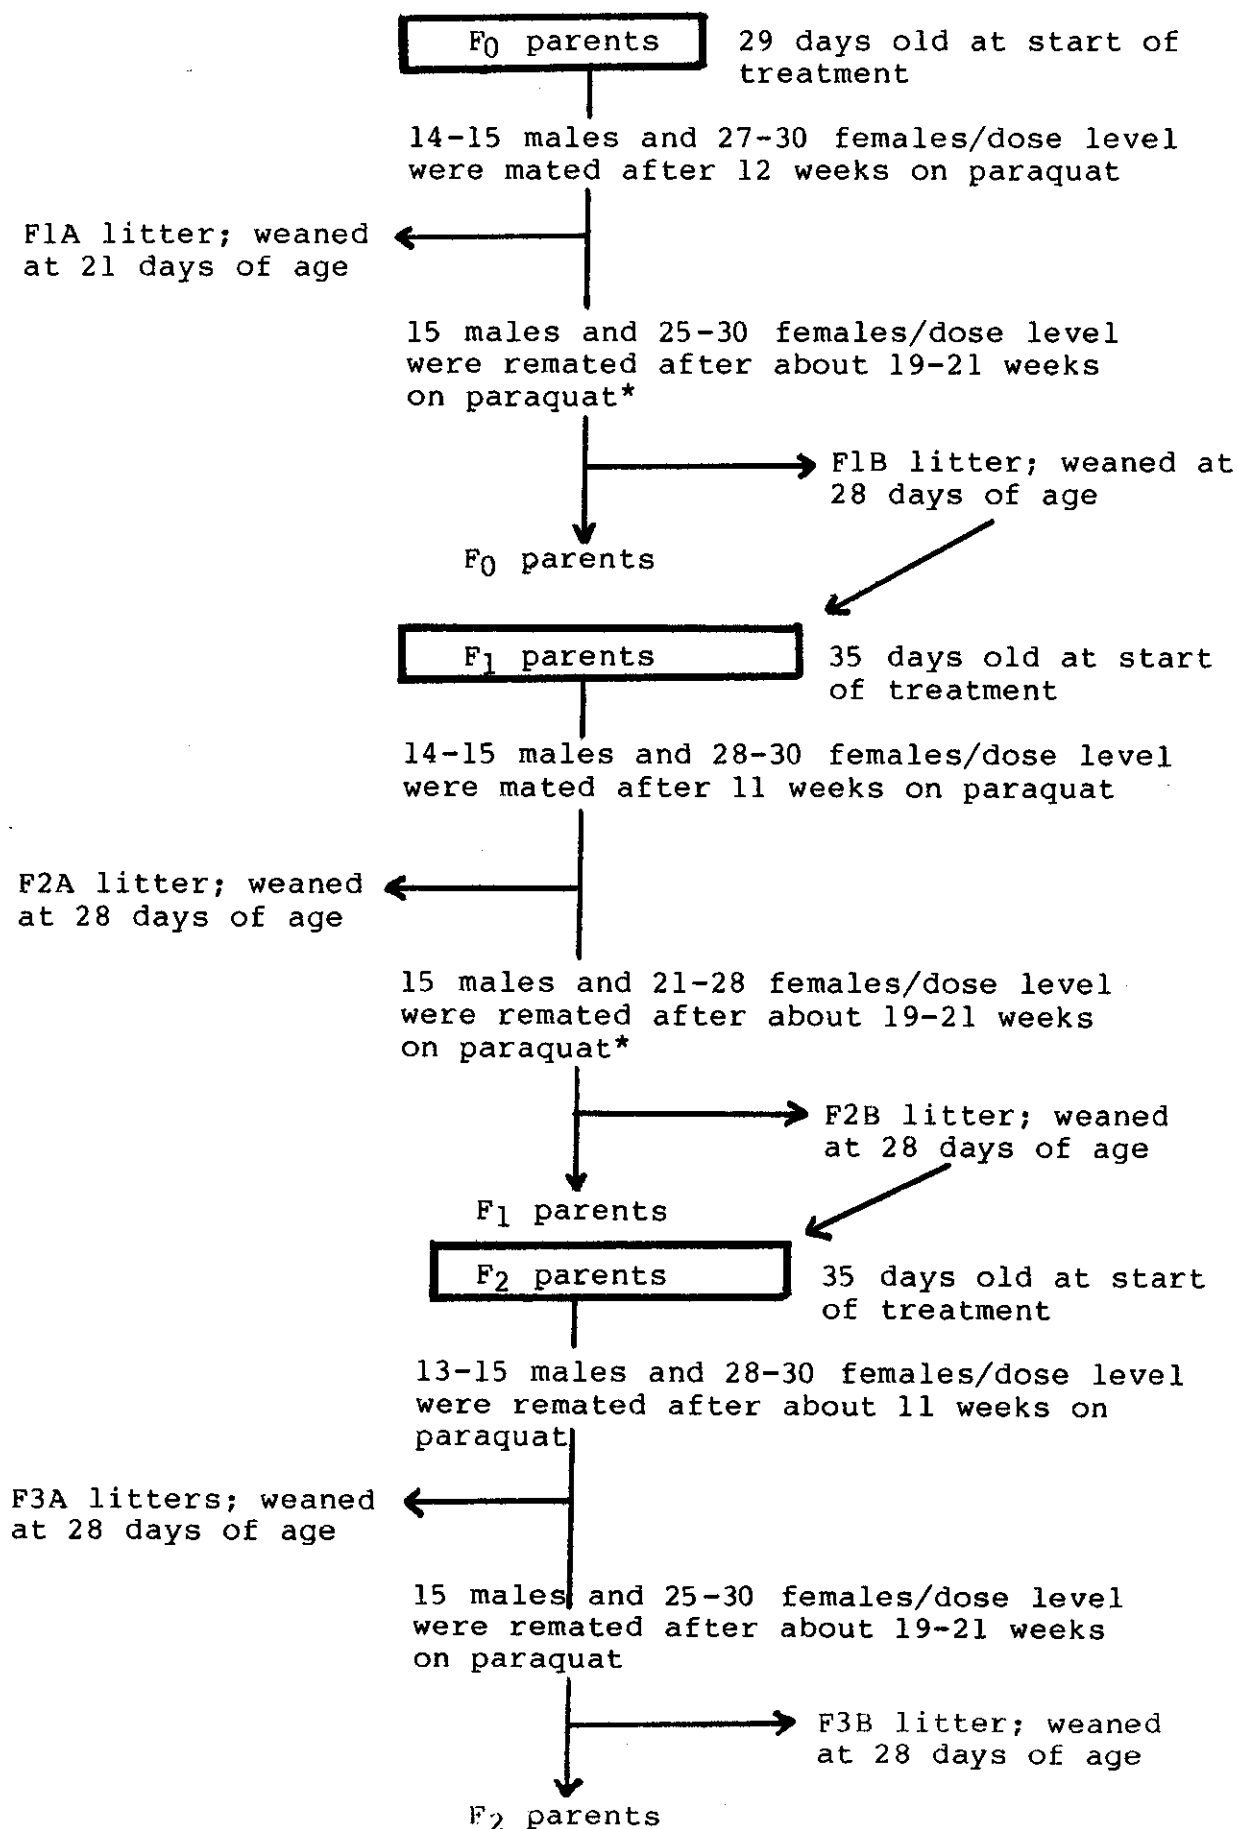 F0 parents
29 days old at start of
treatment
14-15 males and 27-30 females/dose level
were mated after 12 weeks on paraquat
F1A litter; weaned
at 21 days of age
15 males and 25-30 females/dose level
were remated after about 19-21 weeks
on paraquat*
F1B litter; weaned at
28 days of age
F0 parents
F1 parents
35 days old at start
of treatment
14-15 males and 28-30 females/dose level
were mated after 11 weeks on paraquat
F2A litter; weaned
at 28 days of age
15 males and 21-28 females/dose level
were remated after about 19-21 weeks
on paraquat*
F2B litter; weaned
at 28 days of age
F1 parents
F2 parents
35 days old at start
of treatment
13-15 males and 28-30 females/dose level
were remated after about 11 weeks on
paraquat
F3A litters; weaned
at 28 days of age
15 males and 25-30 females/dose level
were remated after about 19-21 weeks
on paraquat
F3B litter; weaned
at 28 days of age
F2 parents